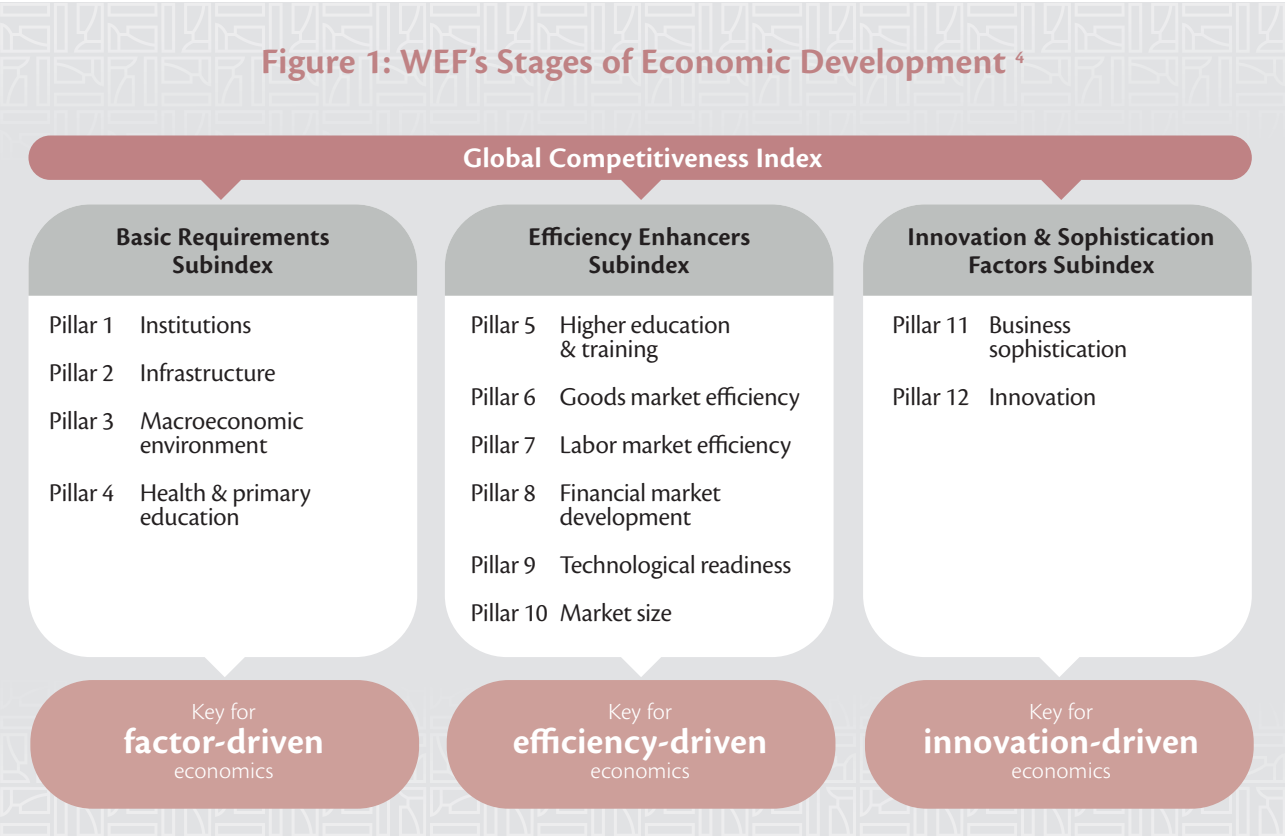 Figure 1: WEF's Stages of Economic Development 4
Global Competitiveness Index
Basic Requirements
Subindex
Pillar 1 Institutions
Pillar 2 Infrastructure
Pillar 3 Macroeconomic
environment
Pillar 4 Health & primary
education
Key for
factor-driven
economics
Efficiency Enhancers
Subindex
Pillar 5 Higher education
& training
Pillar 6 Goods market efficiency
Pillar 7 Labor market efficiency
Pillar 8 Financial market
development
Pillar 9 Technological readiness
Pillar 10 Market size
Key for
efficiency-driven
economics
Innovation & Sophistication
Factors Subindex
Pillar 11 Business
sophistication
Pillar 12 Innovation
Key for
innovation-driven
economics